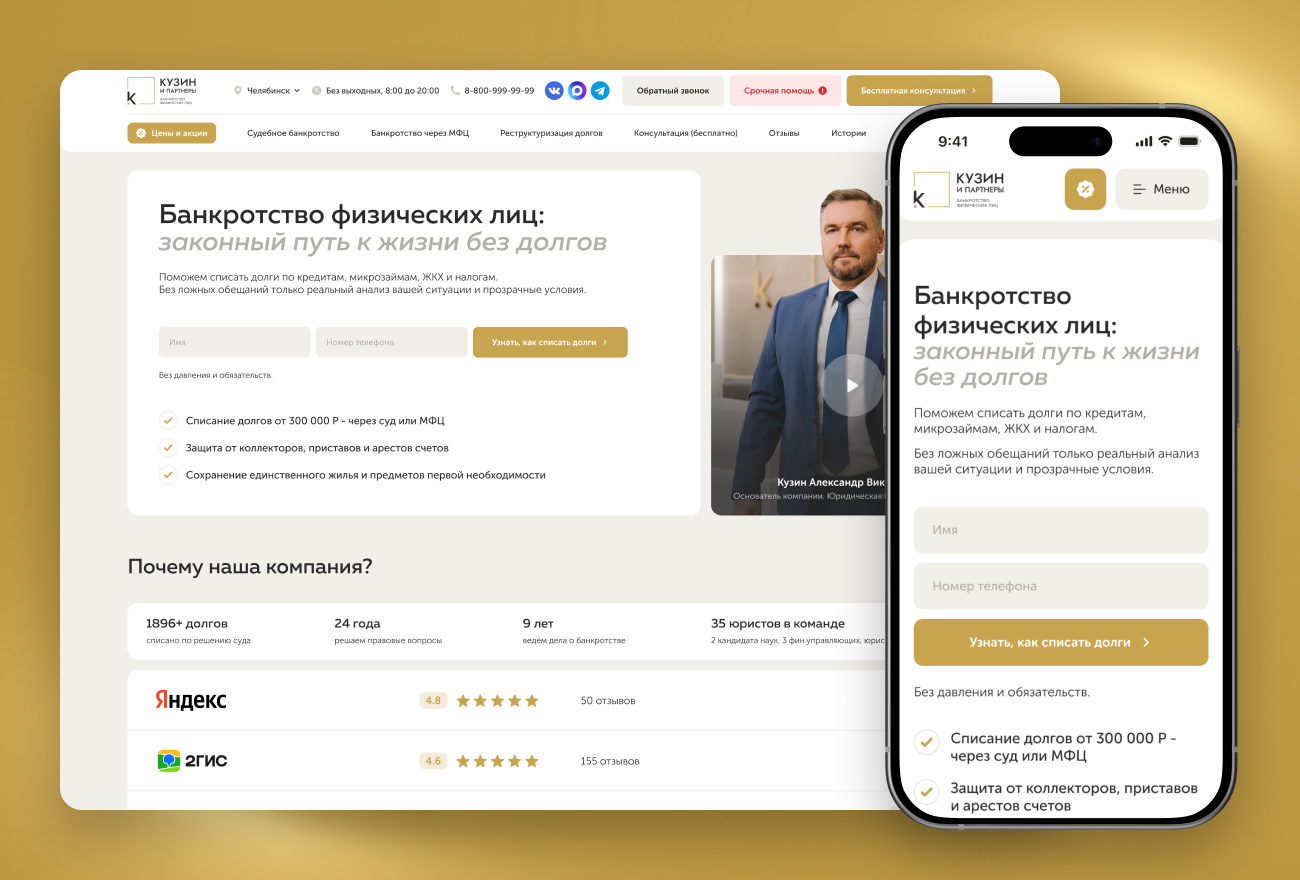 КУЗИН
И ПАРТНЕРЫ
БАНКРОТСТВО
ФИЗИЧЕСКИХ ЛИЦ
k
Челябинск
Без выходных, 8:00 до 20:00
8-800-999-99-99
Обратный звонок
Срочная помощь
Бесплатная консультация
Цены и акции
Судебное банкротство
Банкротство через МФЦ
Реструктуризация долгов
Консультация (бесплатно)
Отзывы
Истории
Банкротство физических лиц:
законный путь к жизни без долгов
Поможем списать долги по кредитам, микрозаймам, ЖКХ и налогам.
Без ложных обещаний только реальный анализ вашей ситуации и прозрачные условия.
Имя
Номер телефона
Узнать, как списать долги
Без давления и обязательств.
Списание долгов от 300 000 Р - через суд или МФЦ
Защита от коллекторов, приставов и арестов счетов
Сохранение единственного жилья и предметов первой необходимости
Кузин Александр Вик
Основатель компании. Юридическая
Почему наша компания?
1896+ долгов
списано по решению суда
24 года
решаем правовые вопросы
9 лет
ведём дела о банкротстве
35 юристов в команде
2 кандидата наук, 3 фин.управляющих, юрис
Яндекс
4.8
50 отзывов
2ГИС
4.6
155 отзывов
9:41
КУЗИН
И ПАРТНЕРЫ
БАНКРОТСТВО
ФИЗИЧЕСКИХ ЛИЦ
k
Меню
Банкротство
физических лиц:
законный путь к жизни
без долгов
Поможем списать долги по кредитам,
микрозаймам, ЖКХ и налогам.
Без ложных обещаний только реальный анализ
вашей ситуации и прозрачные условия.
Имя
Номер телефона
Узнать, как списать долги
Без давления и обязательств.
Списание долгов от 300 000 Р -
через суд или МФЦ
Защита от коллекторов, приставов
и арестов счетов